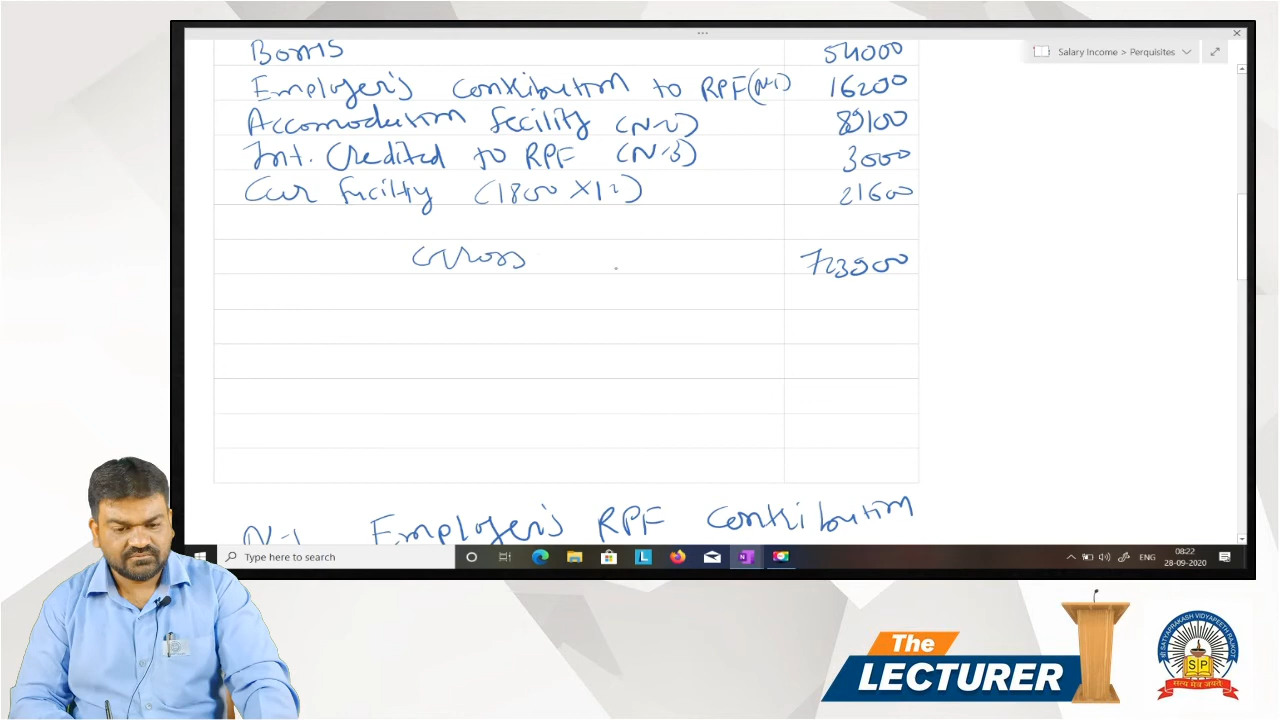 Bonus 54000
Salary Income > Perquisites
Employer's contribution to RPF (N-1) 16200
Accomodation facility (N-2) 89100
Int. Credited to RPF (N-3) 3000
Car facility (1800 X 12) 21600
Gross 723900
N-1 Employer's RPF contribution
Type here to search
ENG
08:22
28-09-2020
The
LECTURER
SP